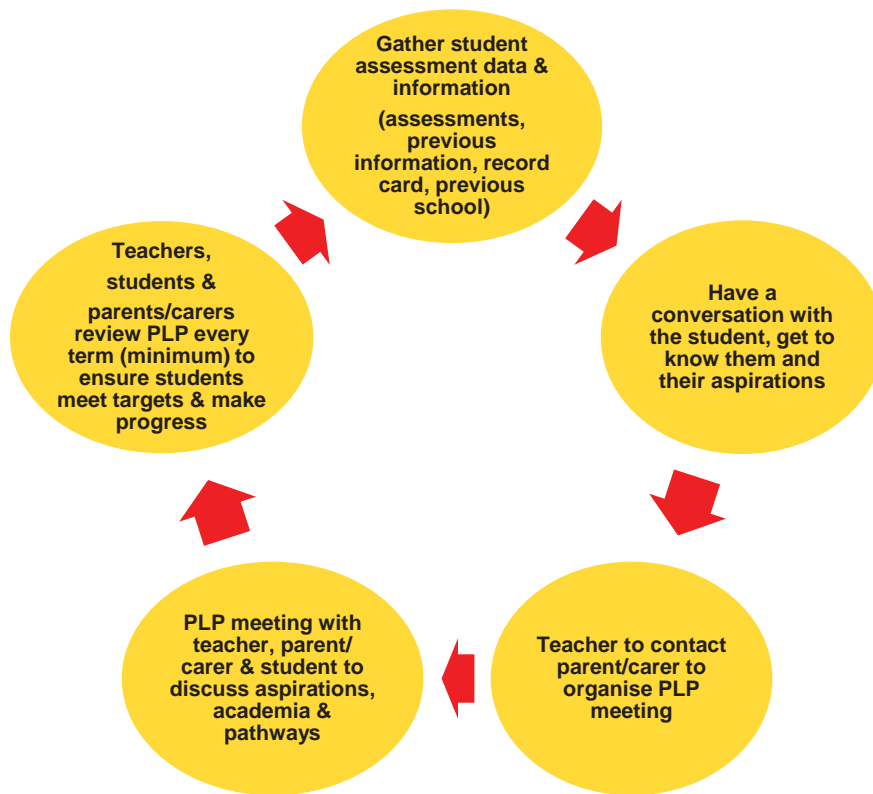 Gather student
assessment data &
information
(assessments,
previous
information, record
card, previous
school)
Have a
conversation with
the student, get to
know them and
their aspirations
Teacher to contact
parent/carer to
organise PLP
meeting
PLP meeting with
teacher, parent/
carer & student to
discuss aspirations,
academia &
pathways
Teachers,
students &
parents/carers
review PLP every
term (minimum) to
ensure students
meet targets & make
progress